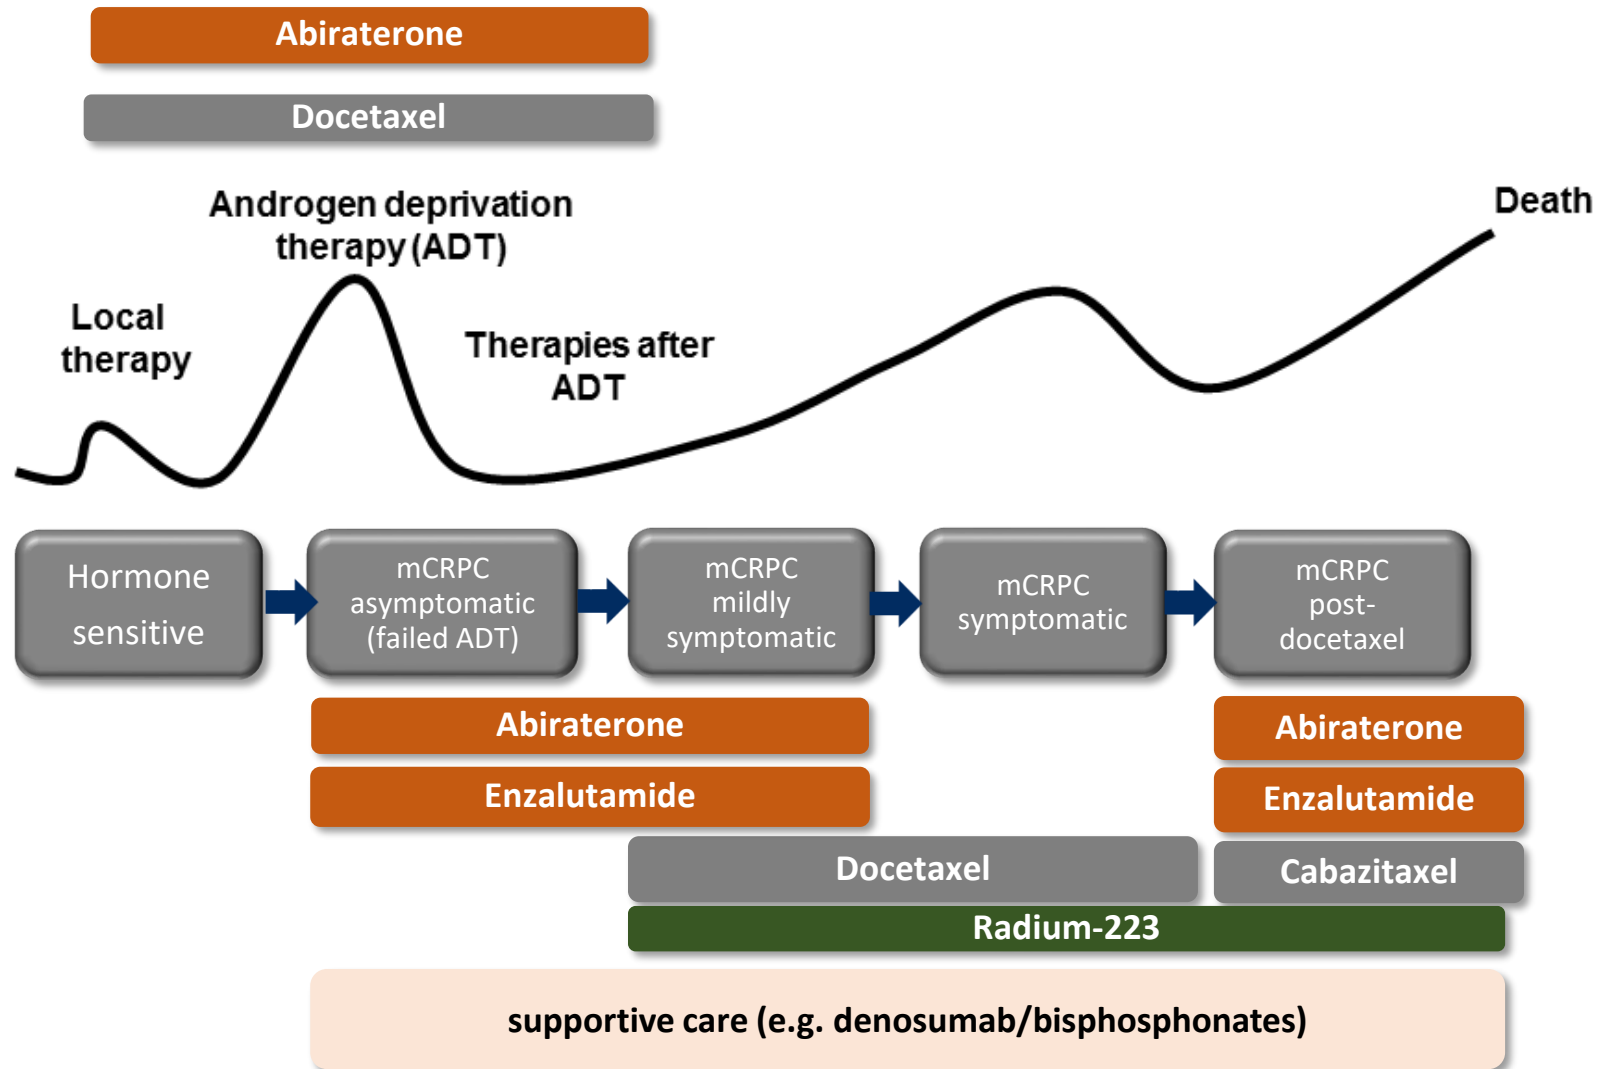 Abiraterone
Docetaxel
Death
Androgen deprivation
therapy (ADT)
Local
therapy
Therapies after
ADT
Hormone
sensitive
mCRPC
asymptomatic
(failed ADT)
mCRPC
mildly
symptomatic
mCRPC
symptomatic
mCRPC
post-
docetaxel
Abiraterone
Abiraterone
Enzalutamide
Enzalutamide
Docetaxel
Cabazitaxel
Radium-223
supportive care (e.g. denosumab/bisphosphonates)